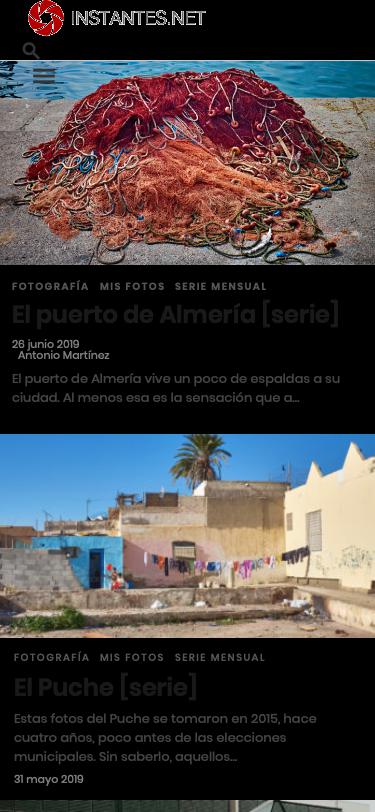 INSTANTES.NET
FOTOGRAFÍA MIS FOTOS SERIE MENSUAL
El puerto de Almería [serie]
26 junio 2019
Antonio Martínez
El puerto de Almería vive un poco de espaldas a su
ciudad. Al menos esa es la sensación que a...
FOTOGRAFÍA MIS FOTOS SERIE MENSUAL
El Puche [serie]
Estas fotos del Puche se tomaron en 2015, hace
cuatro años, poco antes de las elecciones
municipales. Sin saberlo, aquellos...
31 mayo 2019